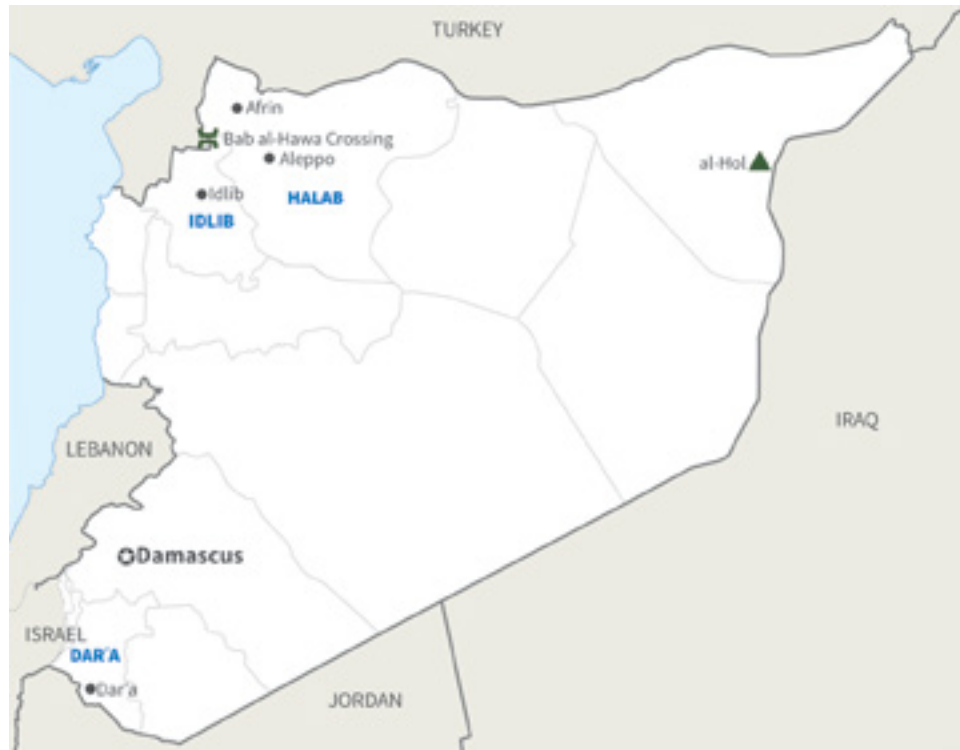 TURKEY
Afrin
Bab al-Hawa Crossing
Aleppo
al-Hol
Idlib
HALAB
IDLIB
IRAQ
LEBANON
Damascus
ISRAEL
DAR'A
Dar'a
JORDAN